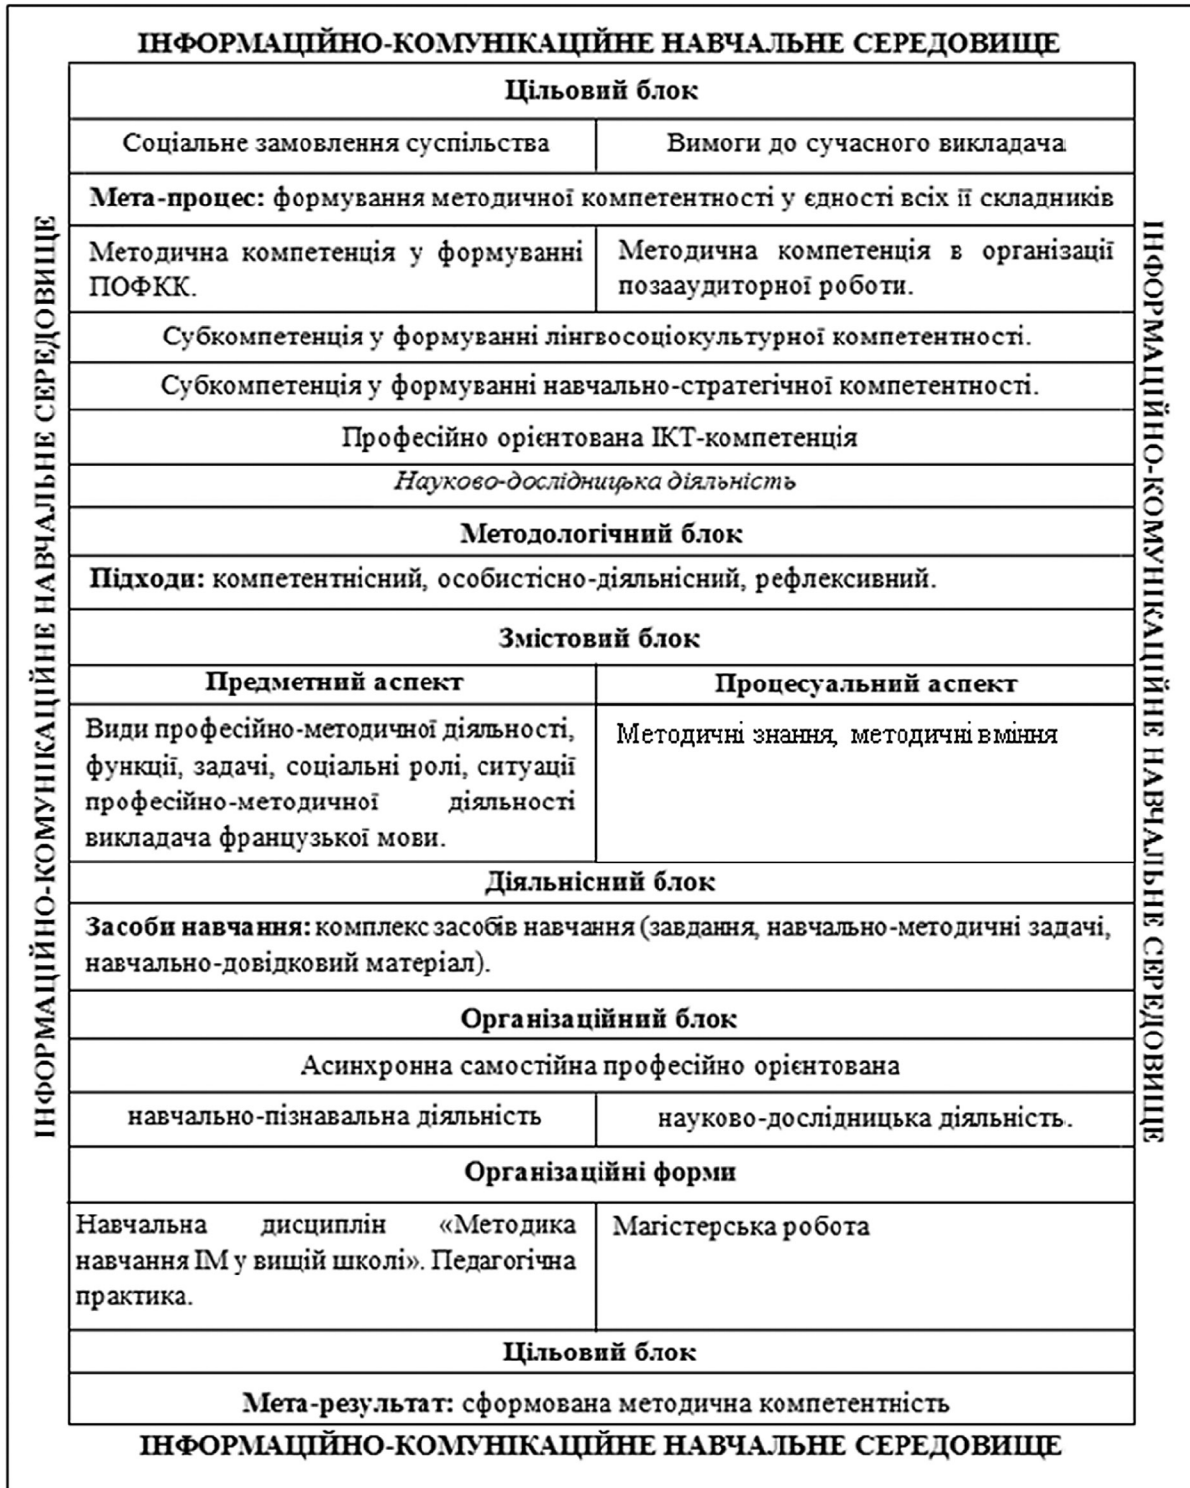 ІНФОРМАЦІЙНО-КОМУНІКАЦІЙНЕ НАВЧАЛЬНЕ СЕРЕДОВИЩЕ
ІНФОРМАЦІЙНО-КОМУНІКАЦІЙНЕ НАВЧАЛЬНЕ СЕРЕДОВИЩЕ
Цільовий блок
Соціальне замовлення суспільства
Вимоги до сучасного викладача
Мета-процес: формування методичної компетентності у єдності всіх її складників
Методична компетенція у формуванні
ПОФКК.
Методична компетенція в організації
позааудиторної роботи.
Субкомпетенція у формуванні лінгвосоціокультурної компетентності.
Субкомпетенція у формуванні навчально-стратегічної компетентності.
Професійно орієнтована ІКТ-компетенція
Науково-дослідницька діяльність
Методологічний блок
Підходи: компетентнісний, особистісно-діяльнісний, рефлексивний.
Змістовий блок
Предметний аспект
Процесуальний аспект
Види професійно-методичної діяльності,
функції, задачі, соціальні ролі, ситуації
професійно-методичної діяльності
викладача французької мови.
Методичні знання, методичні вміння
Діяльнісний блок
Засоби навчання: комплекс засобів навчання (завдання, навчально-методичні задачі,
навчально-довідковий матеріал).
Організаційний блок
Асинхронна самостійна професійно орієнтована
навчально-пізнавальна діяльність
науково-дослідницька діяльність.
Організаційні форми
Навчальна дисциплін «Методика
навчання ІМ у вищій школі». Педагогічна
практика.
Магістерська робота
Цільовий блок
Мета-результат: сформована методична компетентність
ІНФОРМАЦІЙНО-КОМУНІКАЦІЙНЕ НАВЧАЛЬНЕ СЕРЕДОВИЩЕ
ІНФОРМАЦІЙНО-КОМУНІКАЦІЙНЕ НАВЧАЛЬНЕ СЕРЕДОВИЩЕ